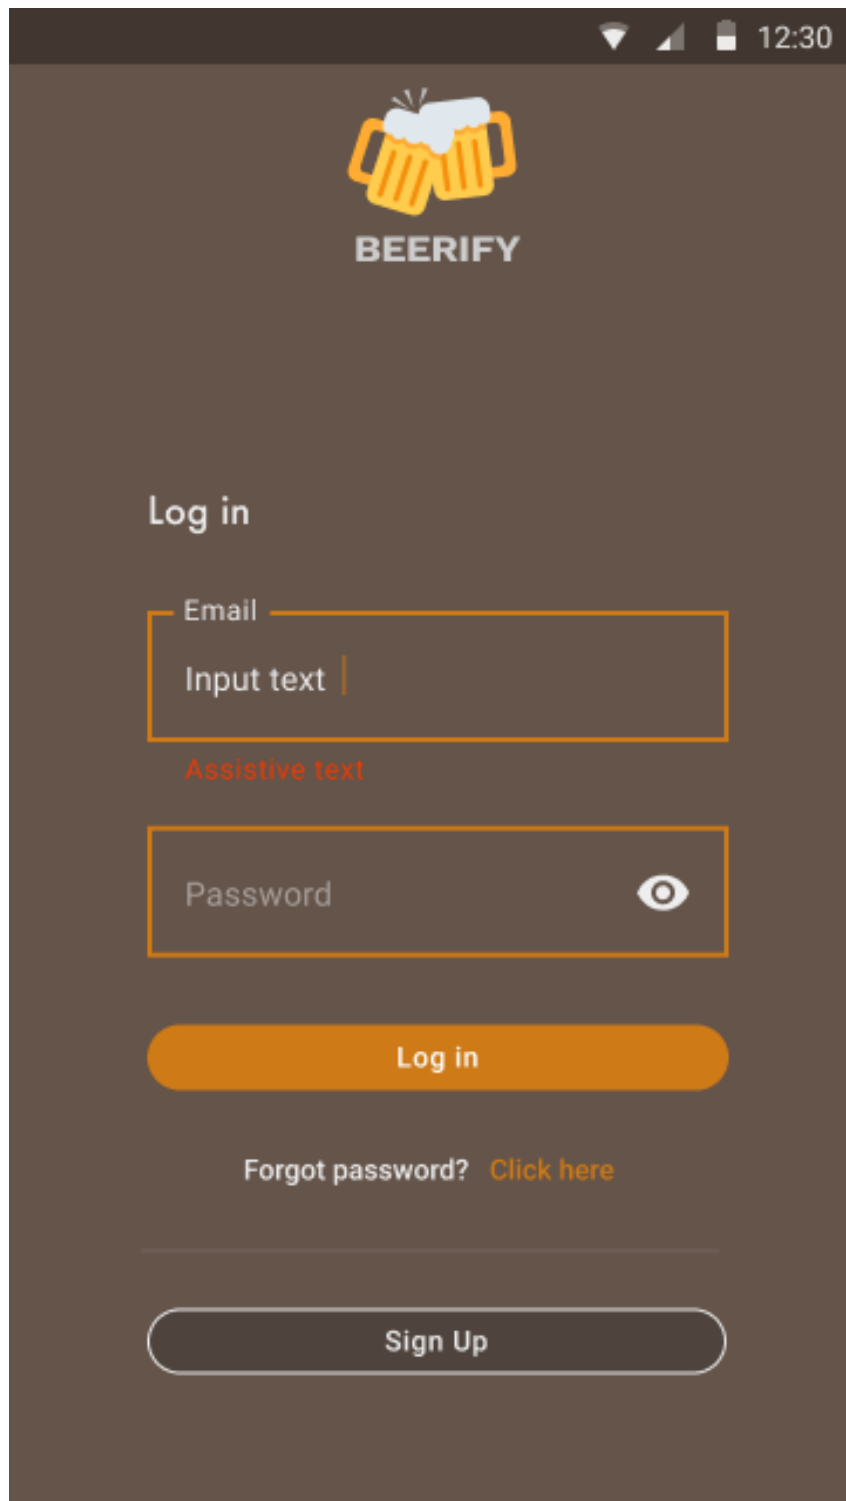 12:30
BEERIFY
Log in
Email
Input text
Assistive text
Password
Log in
Forgot password? Click here
Sign Up